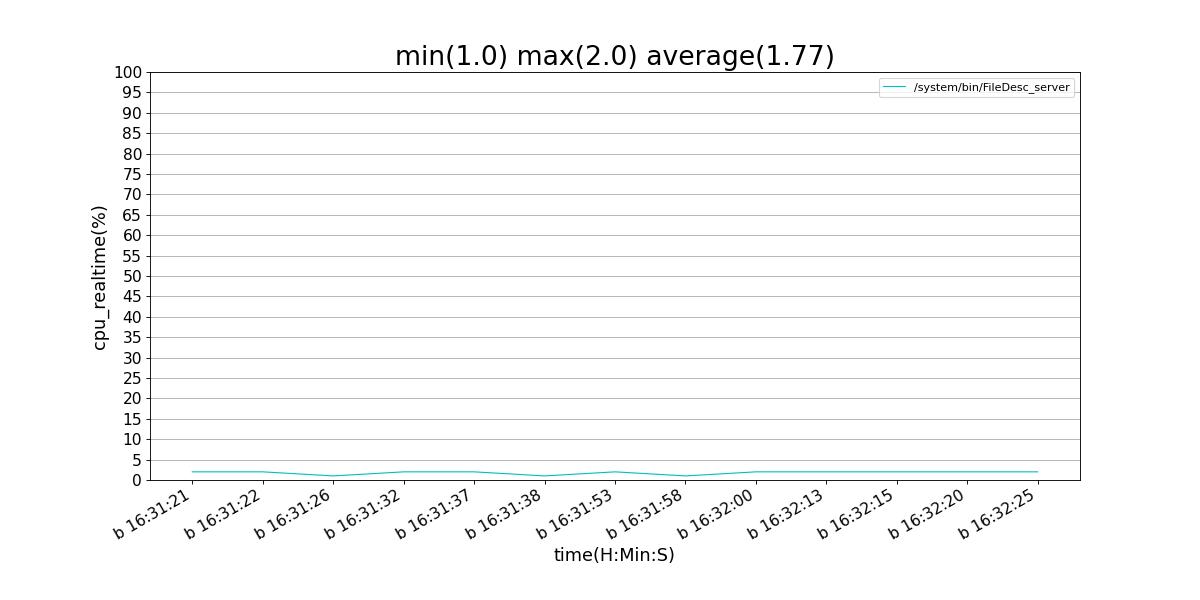 min(1.0) max(2.0) average(1.77)
/system/bin/FileDesc_server
cpu_realtime(%)
100
95
90
85
80
75
70
65
60
55
50
45
40
35
30
25
20
15
10
5
0
b 16:31:21
b 16:31:22
b 16:31:26
b 16:31:32
b 16:31:37
b 16:31:38
b 16:31:53
b 16:31:58
b 16:32:00
b 16:32:13
b 16:32:15
b 16:32:20
b 16:32:25
time(H:Min:S)